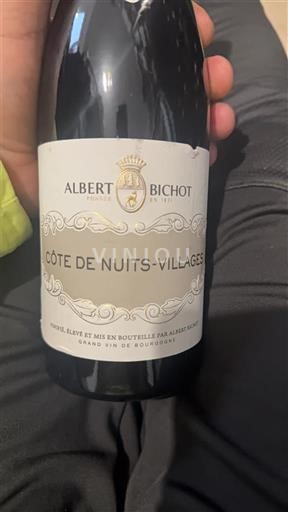 ALBERT BICHOT
FONDÉE EN 1831
VINIOU
CÔTE DE NUITS-VILLAGES
ÉLEVÉ ET MIS EN BOUTEILLE PAR ALBERT BICHOT
GRAND VIN DE BOURGOGNE